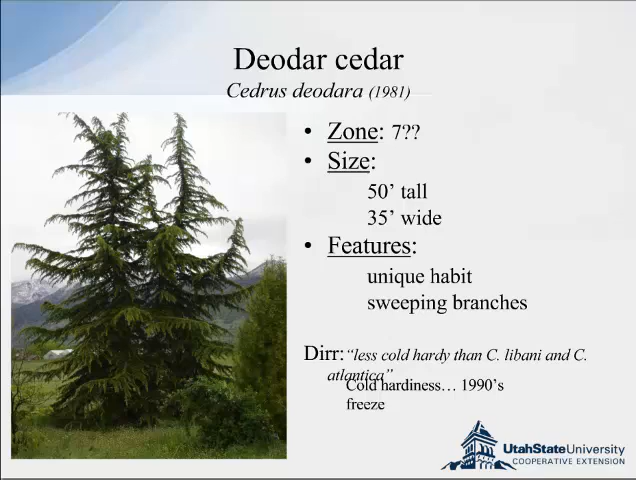 Deodar cedar
Cedrus deodara (1981)
• Zone: 7??
• Size:
50’ tall
35’ wide
• Features:
unique habit
sweeping branches
Dirr:“less cold hardy than C. libani and C.
atlantica”
Cold hardiness… 1990’s
freeze
UtahStateUniversity
COOPERATIVE EXTENSION